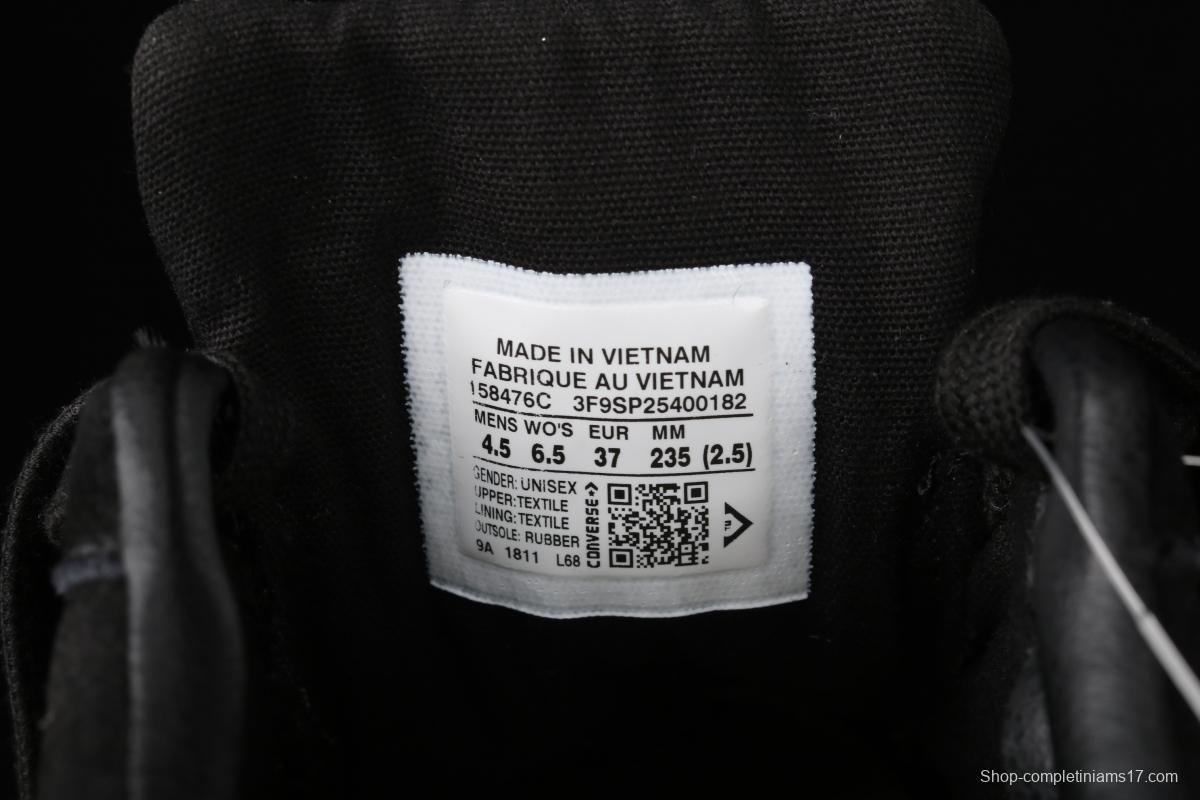 MADE IN VIETNAM
FABRIQUE AU VIETNAM
158476C 3F9SP25400182
MENS WO'S EUR MM
4.5 6.5 37 235 (2.5)
GENDER: UNISEX
UPPER: TEXTILE
LINING: TEXTILE
OUTSOLE: RUBBER
9A 1811 L68
CONVERSE
Shop-completiniams17.com